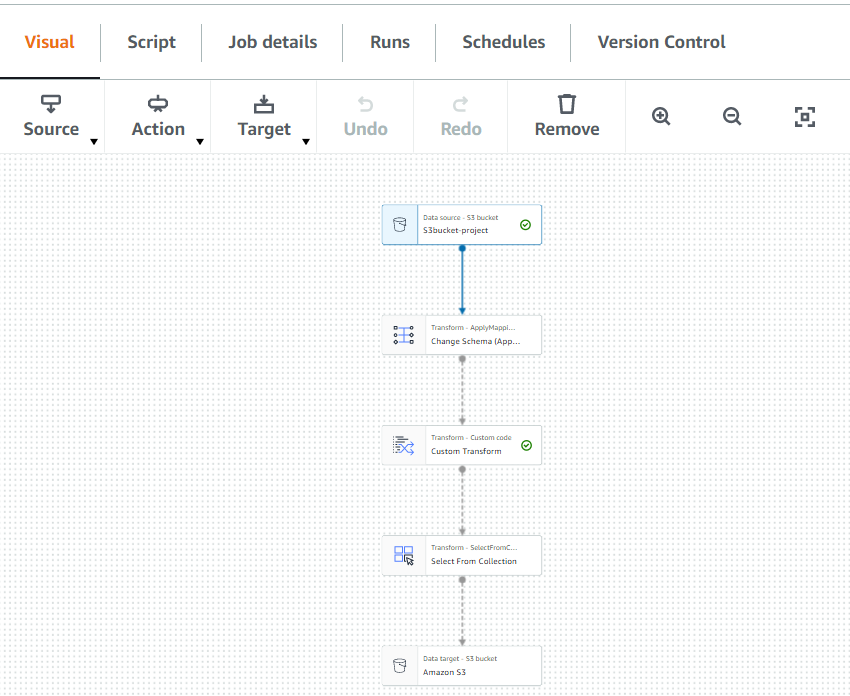 Visual
Script
Job details
Runs
Schedules
Version Control
Source
Action
Target
Undo
Redo
Remove
Data source - S3 bucket
S3bucket-project
Transform - ApplyMappi...
Change Schema (App...
Transform - Custom code
Custom Transform
Transform - SelectFromC...
Select From Collection
Data target - S3 bucket
Amazon S3